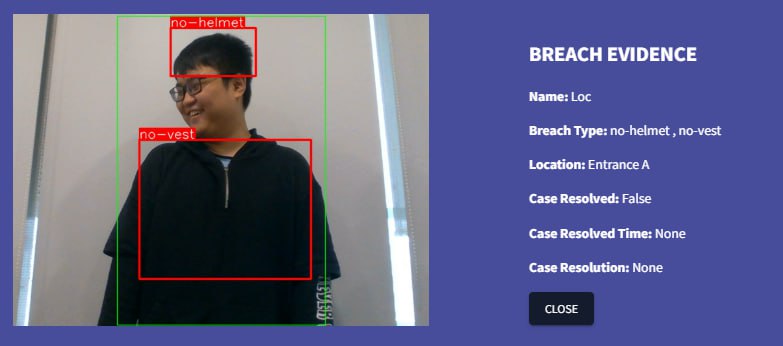 no-helmet
no-vest
BREACH EVIDENCE
Name: Loc
Breach Type: no-helmet , no-vest
Location: Entrance A
Case Resolved: False
Case Resolved Time: None
Case Resolution: None
CLOSE